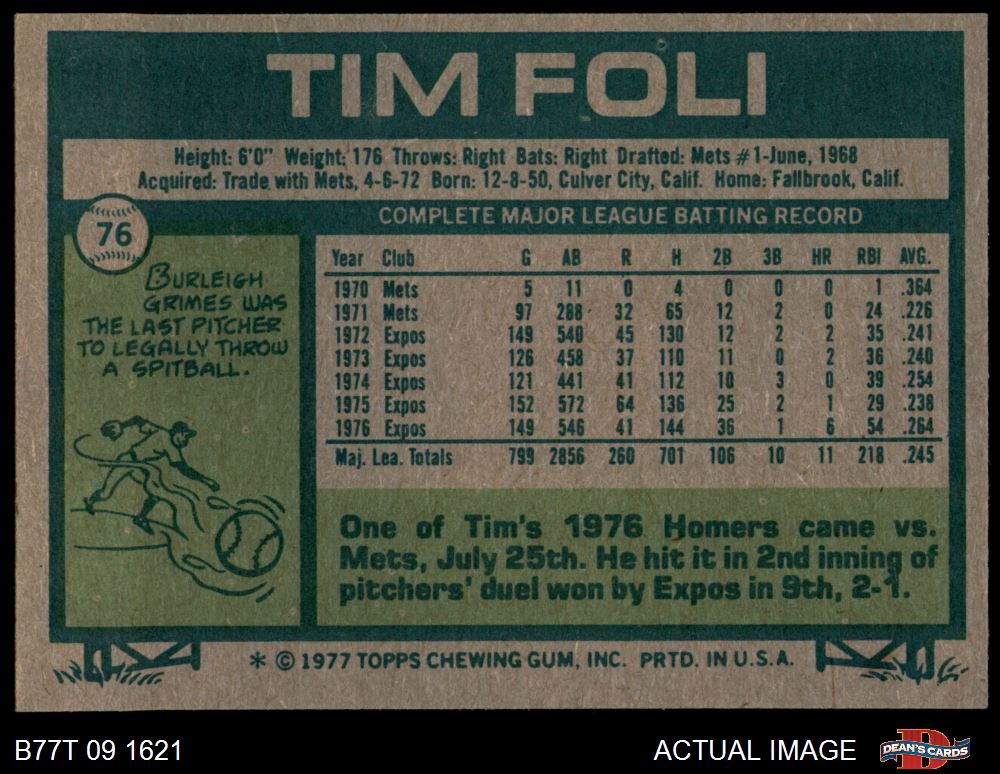 TIM FOLI
Height: 6'0" Weight: 176 Throws: Right Bats: Right Drafted: Mets #1-June, 1968
Acquired: Trade with Mets, 4-6-72 Born: 12-8-50, Culver City, Calif. Home: Fallbrook, Calif.
76
BURLEIGH
GRIMES WAS
THE LAST PITCHER
TO LEGALLY THROW
A SPITBALL.
COMPLETE MAJOR LEAGUE BATTING RECORD
Year Club G AB R H 2B 3B HR RBI AVG.
1970 Mets 5 11 0 4 0 0 0 1 .364
1971 Mets 97 288 32 65 12 2 0 24 .226
1972 Expos 149 540 45 130 12 2 2 35 .241
1973 Expos 126 458 37 110 11 0 2 36 .240
1974 Expos 121 441 41 112 10 3 0 39 .254
1975 Expos 152 572 64 136 25 2 1 29 .238
1976 Expos 149 546 41 144 36 1 6 54 .264
Maj. Lea. Totals 799 2856 260 701 106 10 11 218 .245
One of Tim's 1976 Homers came vs.
Mets, July 25th. He hit it in 2nd inning of
pitchers' duel won by Expos in 9th, 2-1.
* © 1977 TOPPS CHEWING GUM, INC. PRTD. IN U.S.A.
B77T 09 1621
ACTUAL IMAGE
DEAN'S CARDS